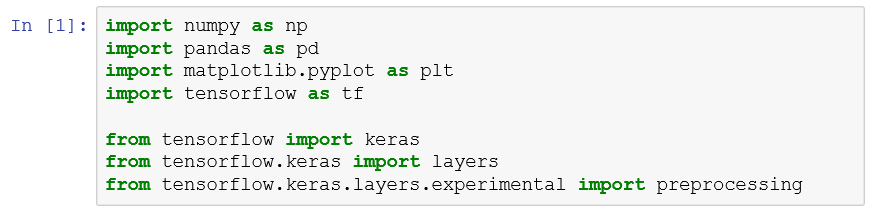 In [1]: import numpy as np
import pandas as pd
import matplotlib.pyplot as plt
import tensorflow as tf
from tensorflow import keras
from tensorflow.keras import layers
from tensorflow.keras.layers.experimental import preprocessing